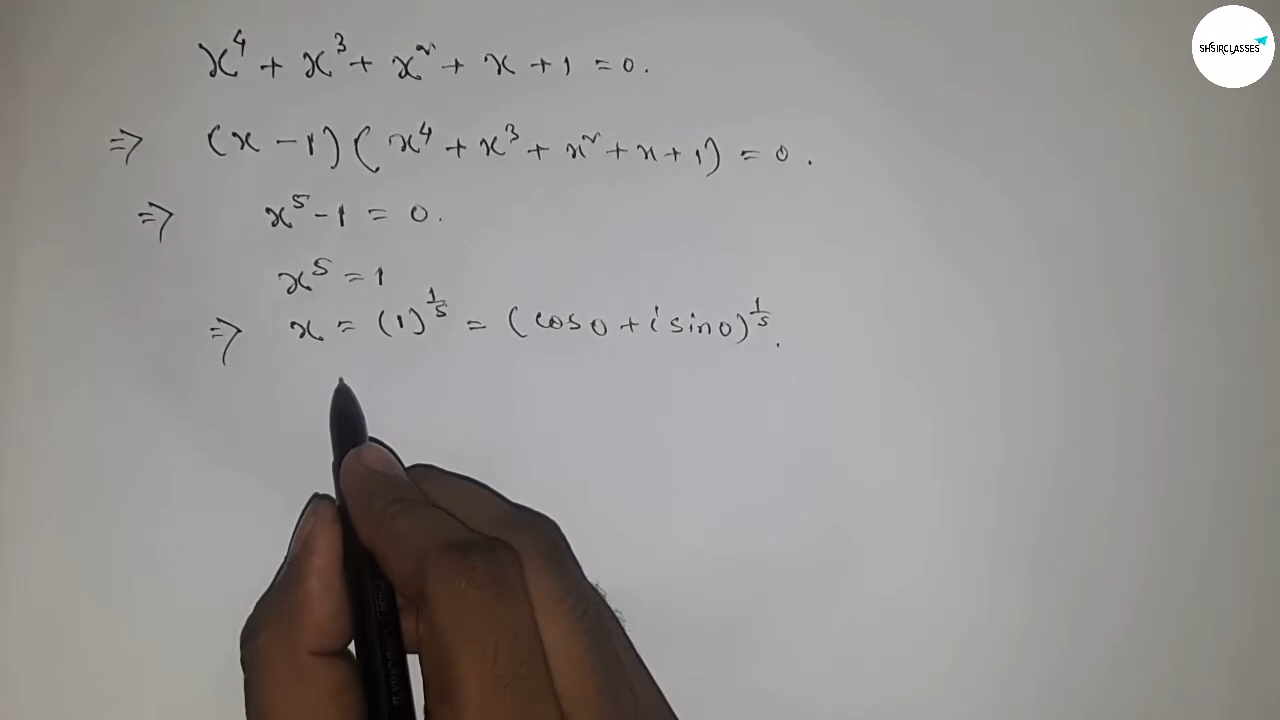 SHSIRCLASSES
x⁴ + x³ + x² + x + 1 = 0.
⇒ (x - 1) (x⁴ + x³ + x² + x + 1) = 0.
⇒ x⁵ - 1 = 0.
x⁵ = 1
⇒ x = (1)^{1/5} = (cos 0 + i sin 0)^{1/5}.